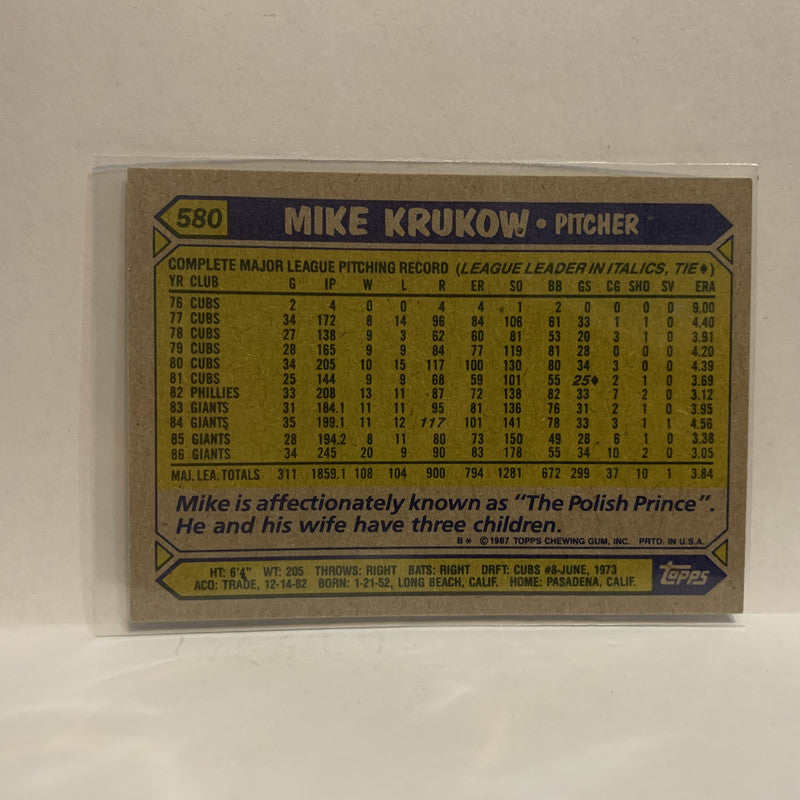 580 MIKE KRUKOW • PITCHER
COMPLETE MAJOR LEAGUE PITCHING RECORD (LEAGUE LEADER IN ITALICS, TIE♦)
YR CLUB G IP W L R ER SO BB GS CG SHO SV ERA
76 CUBS 2 4 0 0 4 4 1 2 0 0 0 0 9.00
77 CUBS 34 172 8 14 96 84 106 61 33 1 1 0 4.40
78 CUBS 27 138 9 3 62 60 81 53 20 3 1 0 3.91
79 CUBS 28 165 9 9 84 77 119 81 28 0 0 0 4.20
80 CUBS 34 205 10 15 117 100 130 80 34 3 0 0 4.39
81 CUBS 25 144 9 9 68 59 101 55 25♦ 2 1 0 3.69
82 PHILLIES 33 208 13 11 87 72 138 82 33 7 2 0 3.12
83 GIANTS 31 184.1 11 11 95 81 136 76 31 2 1 0 3.95
84 GIANTS 35 199.1 11 12 117 101 141 78 33 3 1 1 4.56
85 GIANTS 28 194.2 8 11 80 73 150 49 28 6 1 0 3.38
86 GIANTS 34 245 20 9 90 83 178 55 34 10 2 0 3.05
MAJ. LEA. TOTALS 311 1859.1 108 104 900 794 1281 672 299 37 10 1 3.84
Mike is affectionately known as "The Polish Prince".
He and his wife have three children.
B* © 1987 TOPPS CHEWING GUM, INC. PRTD. IN U.S.A.
HT: 6'4" WT: 205 THROWS: RIGHT BATS: RIGHT DRFT: CUBS #8-JUNE, 1973
ACQ: TRADE, 12-14-82 BORN: 1-21-52, LONG BEACH, CALIF. HOME: PASADENA, CALIF.
Topps